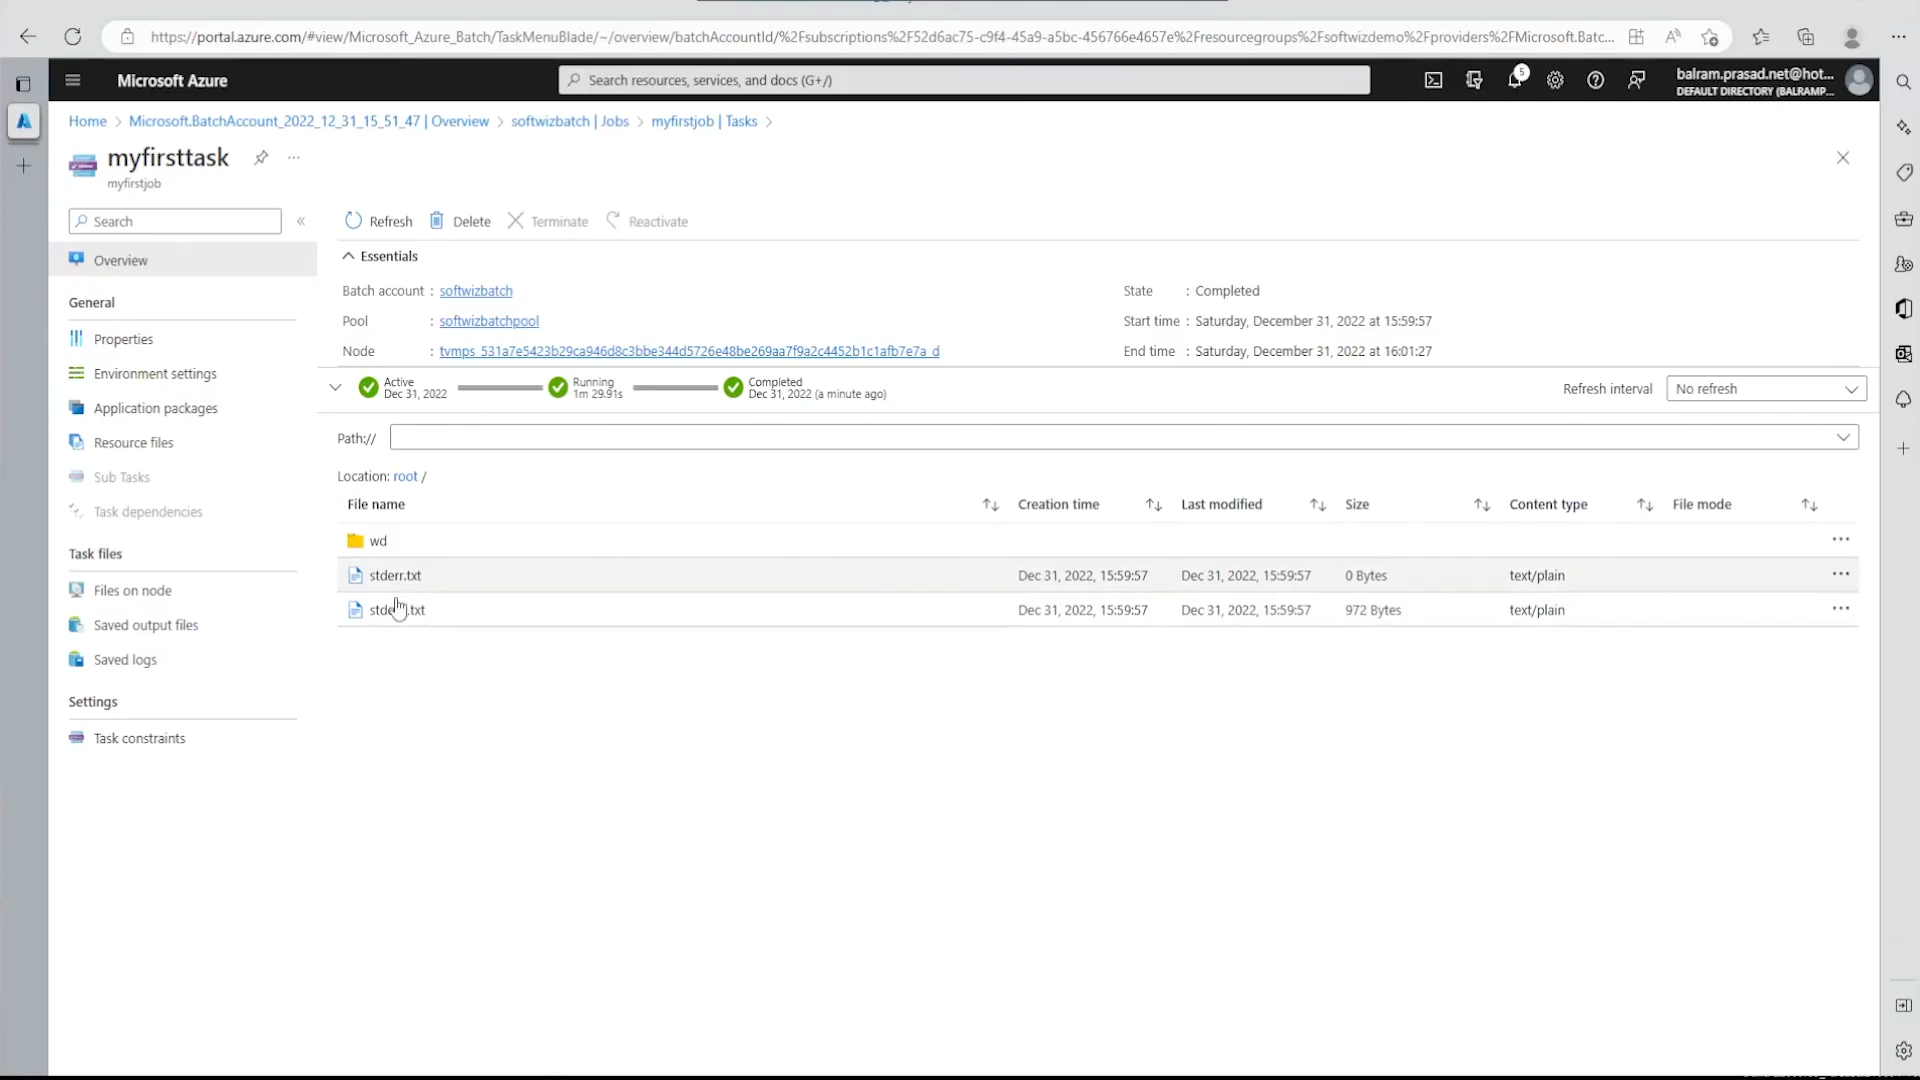 https://portal.azure.com/#view/Microsoft_Azure_Batch/TaskMenuBlade/~/overview/batchAccountId/%2Fsubscriptions%2F52d6ac75-c9f4-45a9-a5bc-456766e4657e%2Fresourcegroups%2Fsoftwizdemo%2Fproviders%2FMicrosoft.Batc...
Microsoft Azure
Search resources, services, and docs (G+/)
5
balram.prasad.net@hot...
DEFAULT DIRECTORY (BALRAMP...
Home > Microsoft.BatchAccount_2022_12_31_15_51_47 | Overview > softwizbatch | Jobs > myfirstjob | Tasks >
myfirsttask
myfirstjob
Search
Refresh Delete Terminate Reactivate
Overview
Essentials
Batch account : softwizbatch
State : Completed
Pool : softwizbatchpool
Start time : Saturday, December 31, 2022 at 15:59:57
Node : tvmps_531a7e5423b29ca946d8c3bbe344d5726e48be269aa7f9a2c4452b1c1afb7e7a_d
End time : Saturday, December 31, 2022 at 16:01:27
General
Properties
Environment settings
Application packages
Resource files
Sub Tasks
Task dependencies
Task files
Files on node
Saved output files
Saved logs
Settings
Task constraints
Active
Dec 31, 2022
Running
1m 29.91s
Completed
Dec 31, 2022 (a minute ago)
Refresh interval No refresh
Path://
Location: root /
File name Creation time Last modified Size Content type File mode
wd
stderr.txt Dec 31, 2022, 15:59:57 Dec 31, 2022, 15:59:57 0 Bytes text/plain
Dec 31, 2022, 15:59:57 Dec 31, 2022, 15:59:57 972 Bytes text/plain